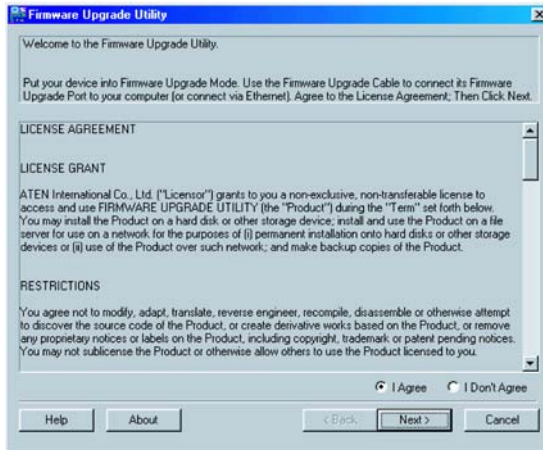 Firmware Upgrade Utility
Welcome to the Firmware Upgrade Utility.
Put your device into Firmware Upgrade Mode. Use the Firmware Upgrade Cable to connect its Firmware
Upgrade Port to your computer (or connect via Ethernet). Agree to the License Agreement; Then Click Next.
LICENSE AGREEMENT
LICENSE GRANT
ATEN International Co., Ltd. ("Licensor") grants to you a non-exclusive, non-transferable license to
access and use FIRMWARE UPGRADE UTILITY (the "Product") during the "Term" set forth below.
You may install the Product on a hard disk or other storage device; install and use the Product on a file
server for use on a network for the purposes of (i) permanent installation onto hard disks or other storage
devices or (ii) use of the Product over such network; and make backup copies of the Product.
RESTRICTIONS
You agree not to modify, adapt, translate, reverse engineer, recompile, disassemble or otherwise attempt
to discover the source code of the Product, or create derivative works based on the Product, or remove
any proprietary notices or labels on the Product, including copyright, trademark or patent pending notices.
You may not sublicense the Product or otherwise allow others to use the Product licensed to you.
I Agree I Don't Agree
Help About < Back Next > Cancel